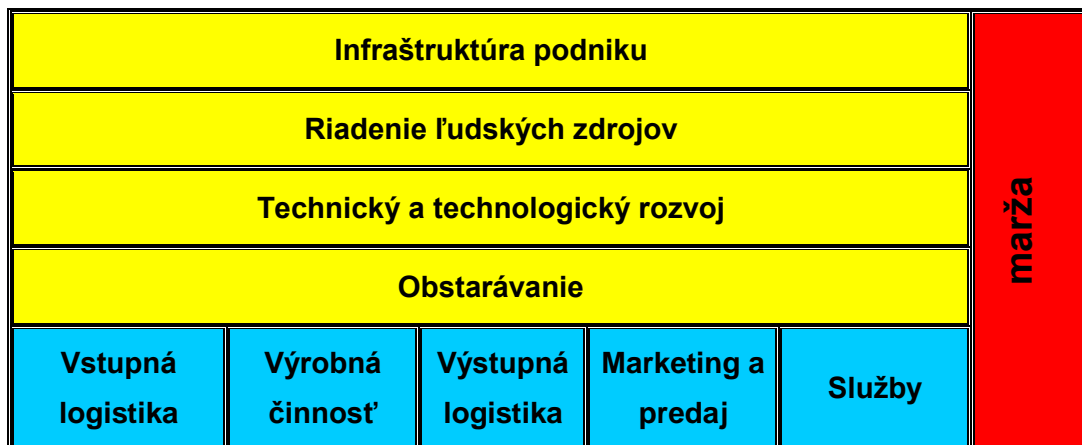 Infraštruktúra podniku
Riadenie ľudských zdrojov
Technický a technologický rozvoj
Obstarávanie
marža
Vstupná
logistika
Výrobná
činnosť
Výstupná
logistika
Marketing a
predaj
Služby